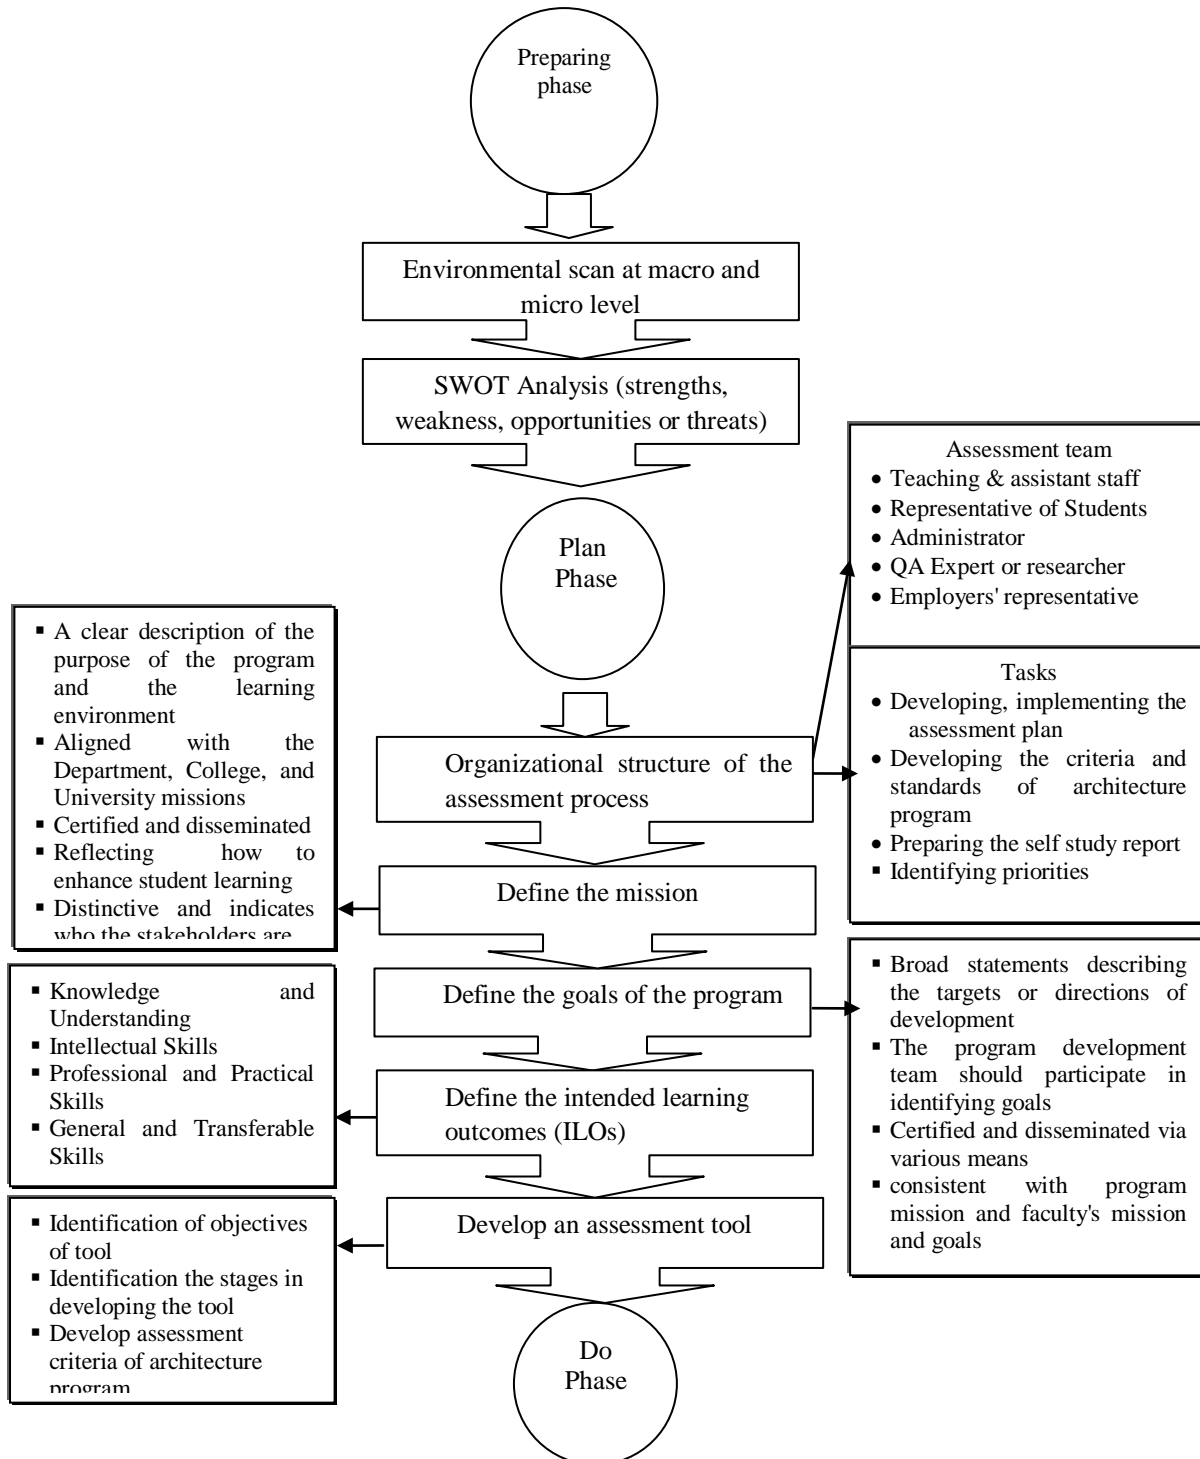 Preparing
phase
Environmental scan at macro and
micro level
SWOT Analysis (strengths,
weakness, opportunities or threats)
Plan
Phase
Assessment team
• Teaching & assistant staff
• Representative of Students
• Administrator
• QA Expert or researcher
• Employers' representative
Tasks
• Developing, implementing the
assessment plan
• Developing the criteria and
standards of architecture
program
• Preparing the self study report
▪ Identifying priorities
Organizational structure of the
assessment process
▪ A clear description of the
purpose of the program
and the learning
environment
▪ Aligned with the
Department, College, and
University missions
▪ Certified and disseminated
▪ Reflecting how to
enhance student learning
▪ Distinctive and indicates
who the stakeholders are
Define the mission
Define the goals of the program
▪ Broad statements describing
the targets or directions of
development
▪ The program development
team should participate in
identifying goals
▪ Certified and disseminated via
various means
▪ consistent with program
mission and faculty's mission
and goals
▪ Knowledge and
Understanding
▪ Intellectual Skills
▪ Professional and Practical
Skills
▪ General and Transferable
Skills
Define the intended learning
outcomes (ILOs)
▪ Identification of objectives
of tool
▪ Identification the stages in
developing the tool
▪ Develop assessment
criteria of architecture
program
Develop an assessment tool
Do
Phase